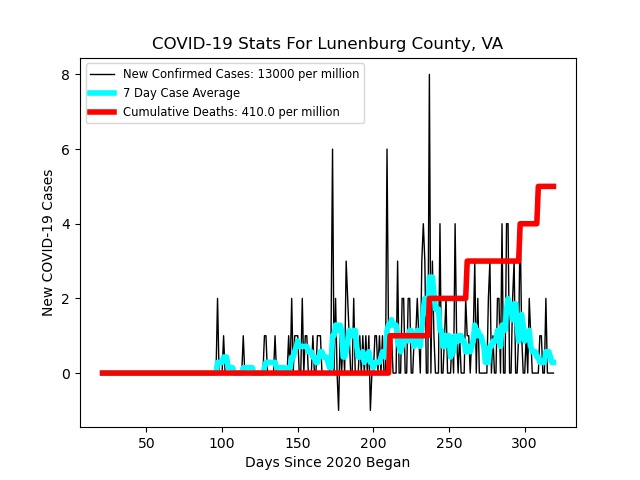 COVID-19 Stats For Lunenburg County, VA
New Confirmed Cases: 13000 per million
7 Day Case Average
Cumulative Deaths: 410.0 per million
New COVID-19 Cases
8
6
4
2
0
50 100 150 200 250 300
Days Since 2020 Began